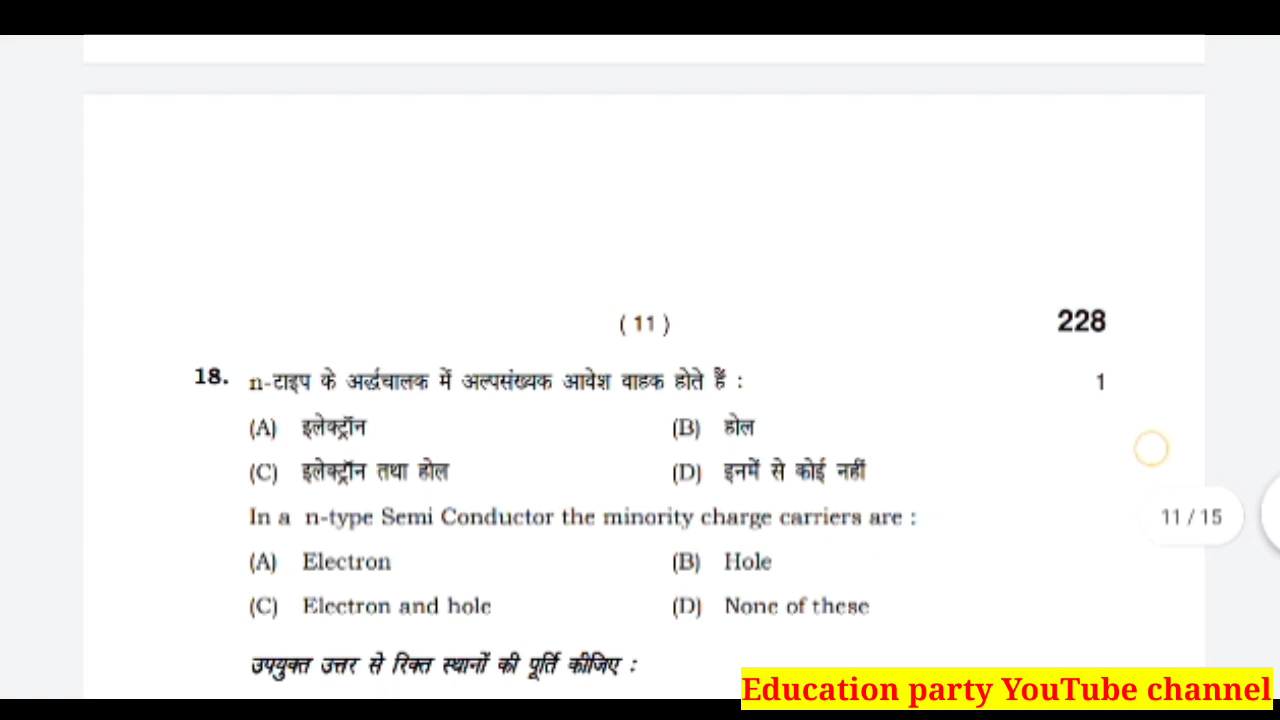 ( 11 ) 228
18. n-टाइप के अर्द्धचालक में अल्पसंख्यक आवेश वाहक होते हैं : 1
(A) इलेक्ट्रॉन (B) होल
(C) इलेक्ट्रॉन तथा होल (D) इनमें से कोई नहीं
In a n-type Semi Conductor the minority charge carriers are :
11 / 15
(A) Electron (B) Hole
(C) Electron and hole (D) None of these
उपयुक्त उत्तर से रिक्त स्थानों की पूर्ति कीजिए :
Education party YouTube channel